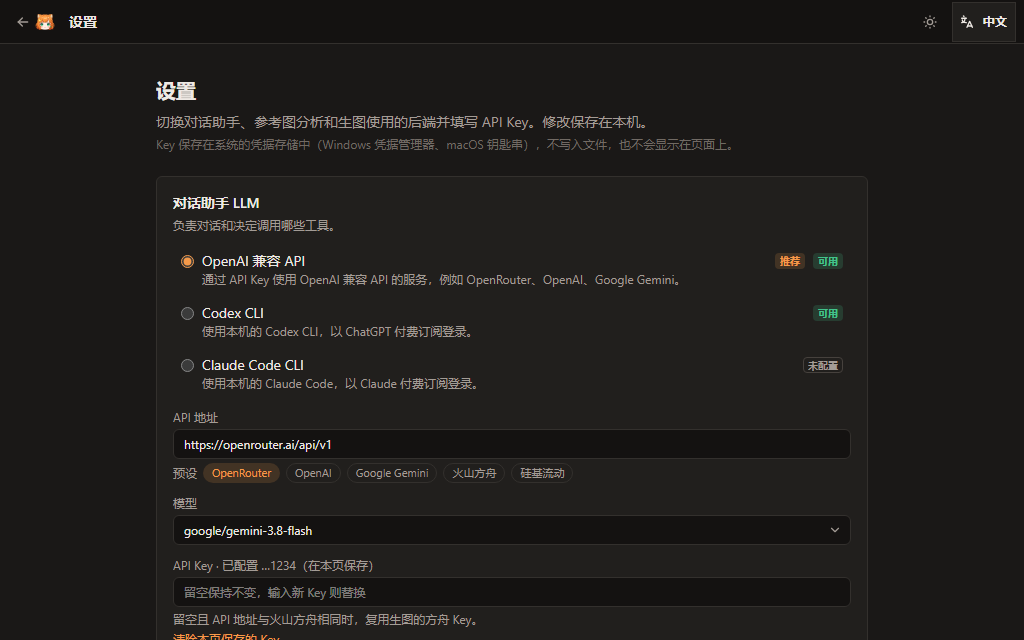 设置
中文
设置
切换对话助手、参考图分析和生图使用的后端并填写 API Key。修改保存在本机。
Key 保存在系统的凭据存储中（Windows 凭据管理器、macOS 钥匙串），不写入文件，也不会显示在页面上。
对话助手 LLM
负责对话和决定调用哪些工具。
OpenAI 兼容 API 推荐 可用
通过 API Key 使用 OpenAI 兼容 API 的服务，例如 OpenRouter、OpenAI、Google Gemini。
Codex CLI 可用
使用本机的 Codex CLI，以 ChatGPT 付费订阅登录。
Claude Code CLI 未配置
使用本机的 Claude Code，以 Claude 付费订阅登录。
API 地址
https://openrouter.ai/api/v1
预设 OpenRouter OpenAI Google Gemini 火山方舟 硅基流动
模型
google/gemini-3.8-flash
API Key · 已配置 ...1234（在本页保存）
留空保持不变，输入新 Key 则替换
留空且 API 地址与火山方舟相同时，复用生图的方舟 Key。
清除本页保存的 Key